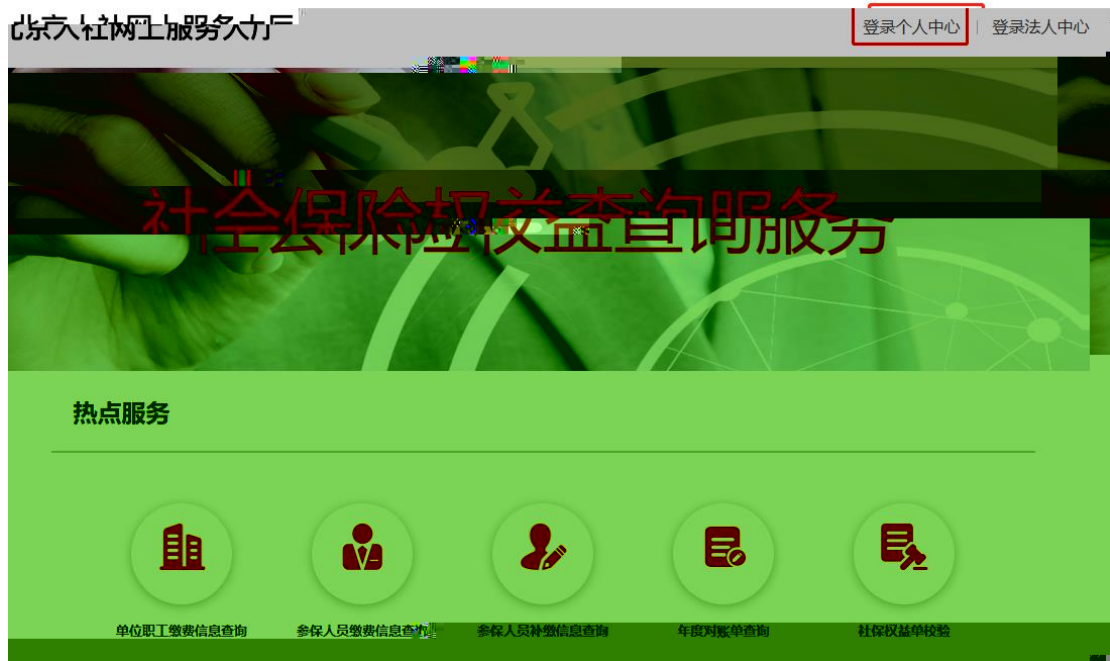 北京人社网上服务大厅
登录个人中心 | 登录法人中心
社会保险权益查询服务
热点服务
单位职工缴费信息查询 参保人员缴费信息查询 参保人员补缴信息查询 年度对账单查询 社保权益单校验